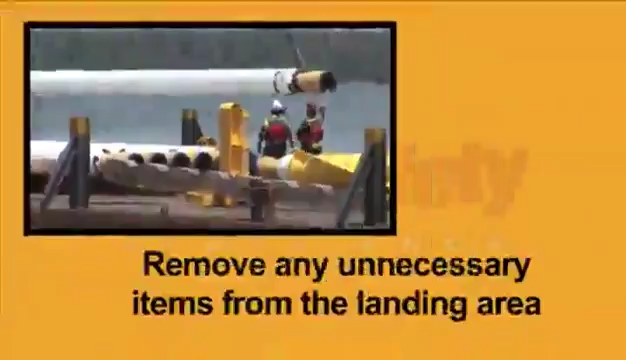 Remove any unnecessary
items from the landing area